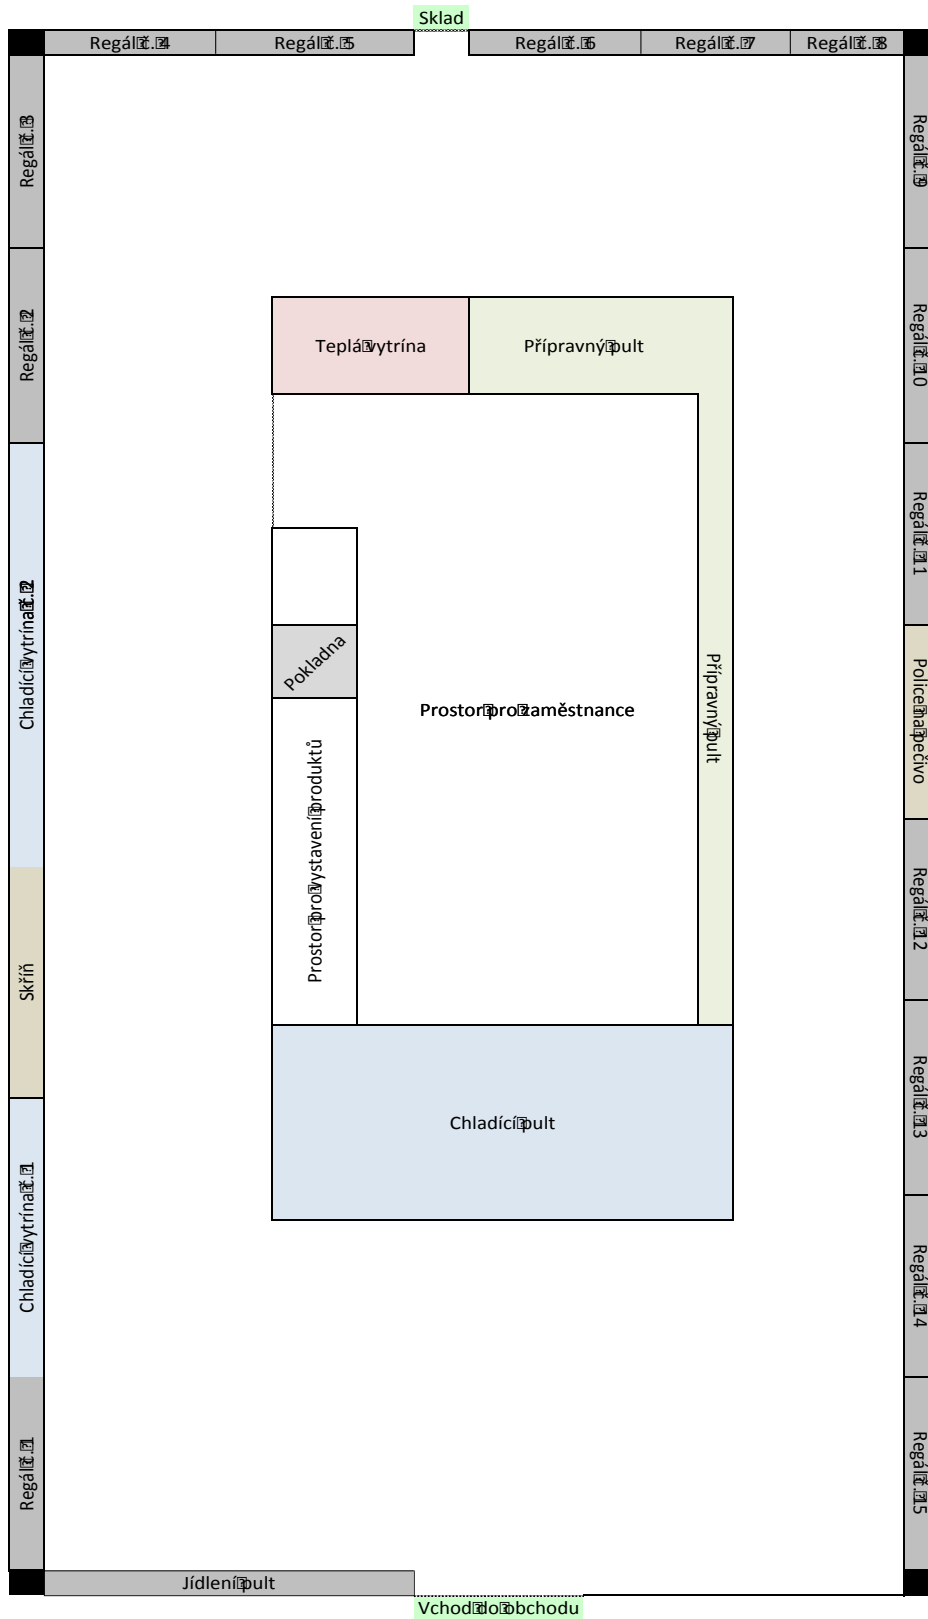 Sklad
Regál č. 4
Regál č. 5
Regál č. 6
Regál č. 7
Regál č. 8
Regál č. 3
Regál č. 9
Regál č. 2
Regál č. 10
Teplá vytrína
Přípravný pult
Regál č. 11
Chladící vytrína č. 2
Pokladna
Prostor pro zaměstnance
Přípravný pult
Police na pečivo
Prostor pro vystavení produktů
Regál č. 12
Skříň
Regál č. 13
Chladící pult
Chladící vytrína č. 1
Regál č. 14
Regál č. 1
Regál č. 15
Jídlení pult
Vchod do obchodu